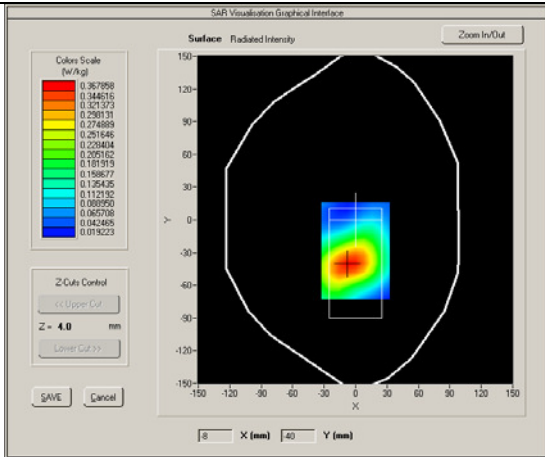 SAR Visualisation Graphical Interface
Surface Radiated Intensity
Zoom In/Out
Colors Scale
(W/kg)
0.367858
0.344616
0.321373
0.298131
0.274889
0.251646
0.228404
0.205162
0.181919
0.158677
0.135435
0.112192
0.088950
0.065708
0.042465
0.019223
150
120
90
60
30
0
-30
-60
-90
-120
-150
Y
-150 -120 -90 -60 -30 0 30 60 90 120 150
X
Z-Cuts Control
<< Upper Cut
Z = 4.0 mm
Lower Cut >>
SAVE Cancel
-8 X (mm) -40 Y (mm)